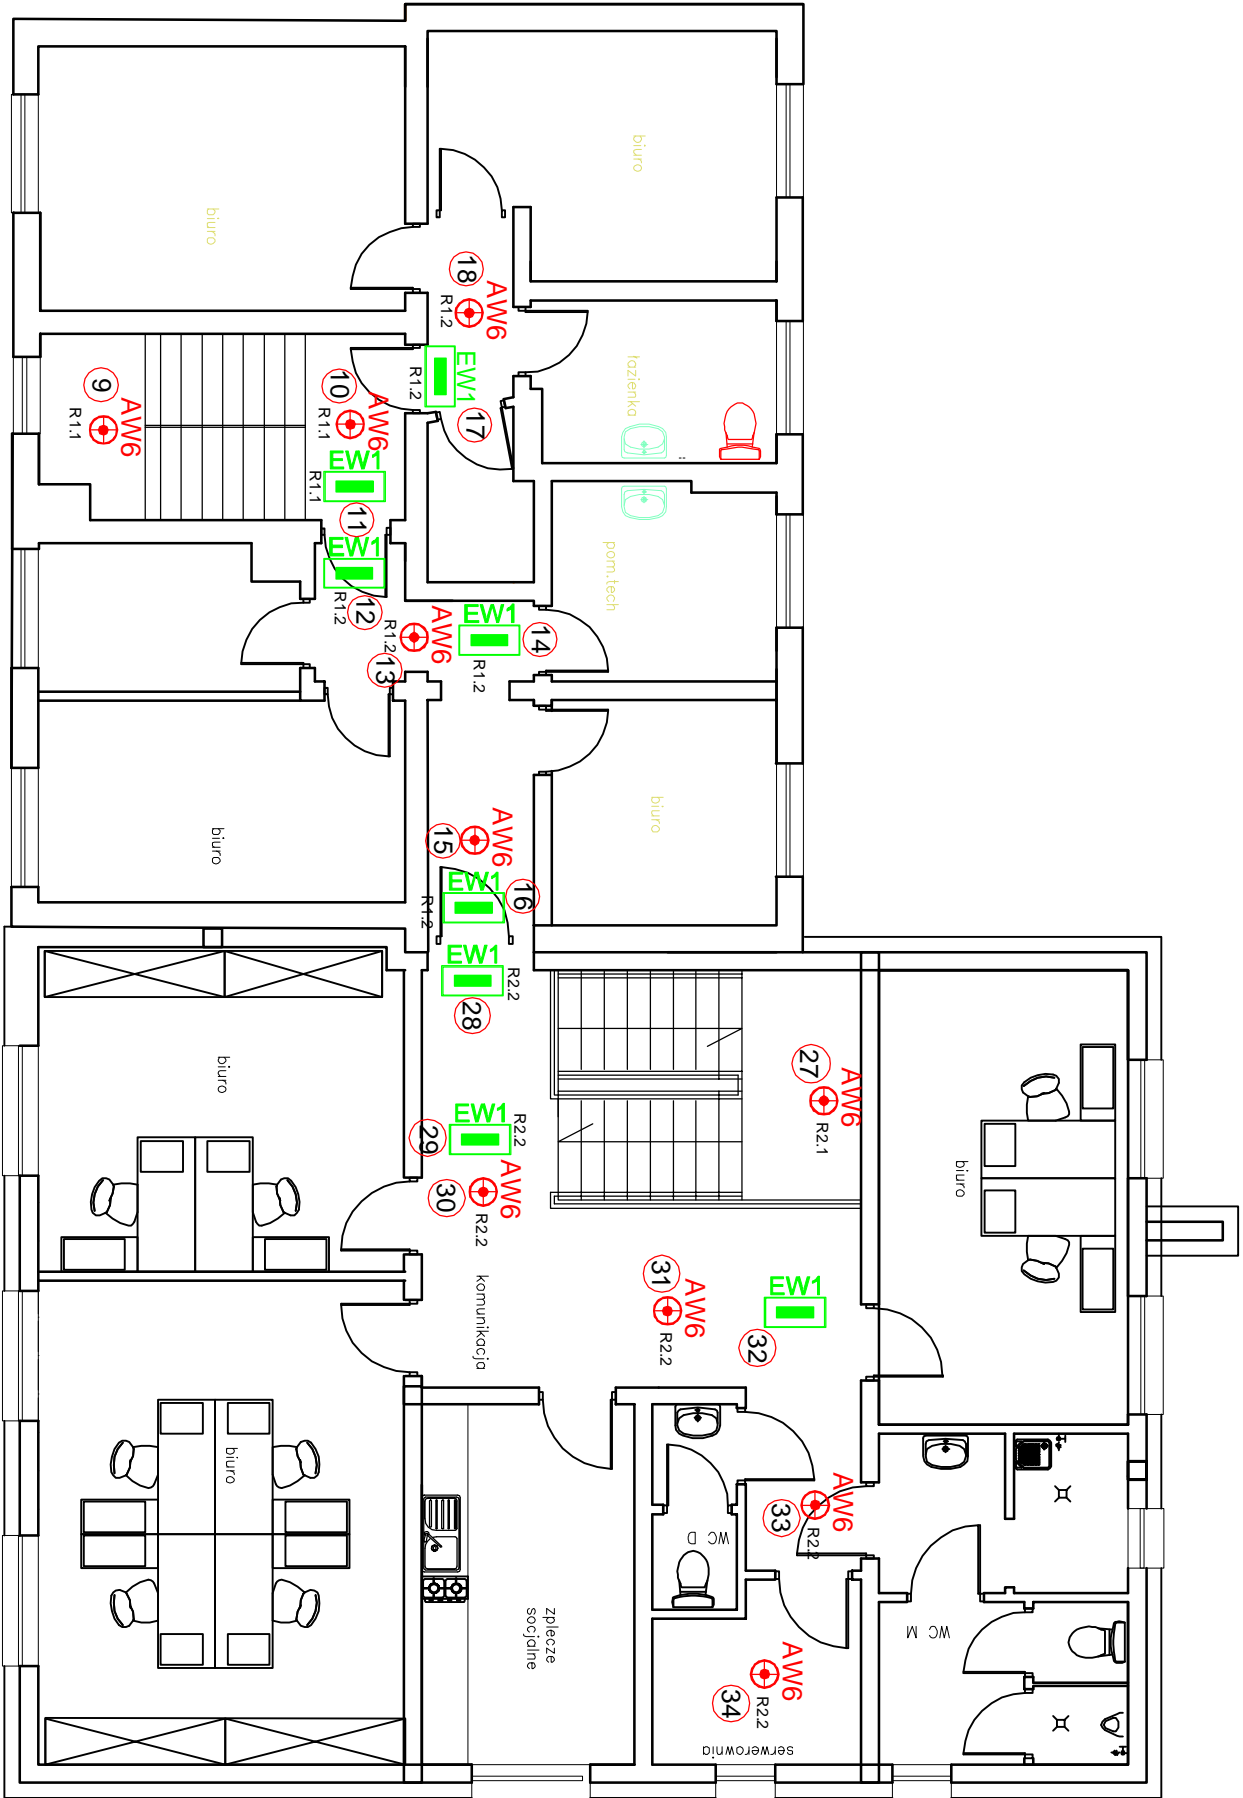 biuro
biuro
18
AW6
R1.2
EW1
R1.2
17
łazienka
9
AW6
R1.1
10
AW6
R1.1
EW1
R1.1
11
EW1
R1.2
12
pom.tech
AW6
R1.2
13
EW1
14
R1.2
biuro
biuro
AW6
15
EW1
16
R1.2
EW1
R2.2
28
biuro
27
AW6
R2.1
EW1
R2.2
29
AW6
30
R2.2
biuro
komunikacja
31
AW6
R2.2
EW1
32
biuro
AW6
33
R2.2
WC D
WC M
zplecze
socjalne
AW6
34
R2.2
serwerownia